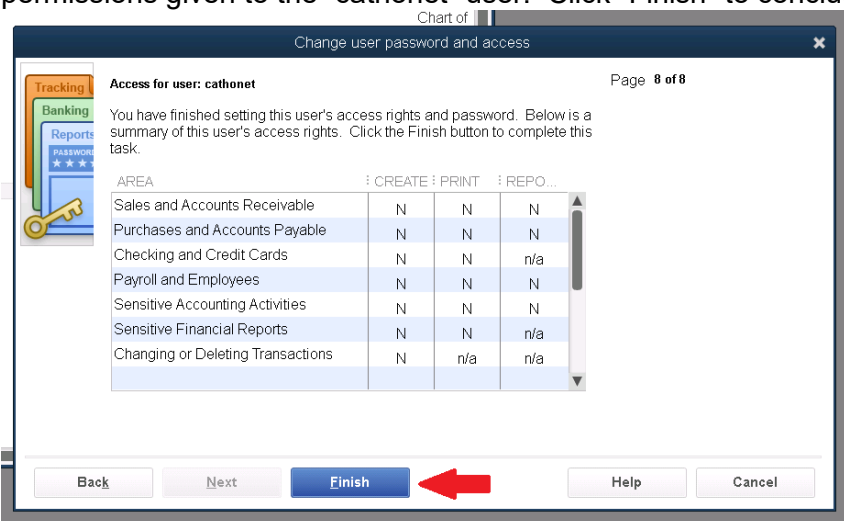 permissions given to the "cathonet" user. Click "Finish" to conclu
Chart of
Change user password and access
Tracking
Banking
Reports
PASSWORD
Access for user: cathonet
Page 8 of 8
You have finished setting this user's access rights and password. Below is a
summary of this user's access rights. Click the Finish button to complete this
task.
AREA CREATE PRINT REPO...
Sales and Accounts Receivable N N N
Purchases and Accounts Payable N N N
Checking and Credit Cards N N n/a
Payroll and Employees N N N
Sensitive Accounting Activities N N N
Sensitive Financial Reports N N n/a
Changing or Deleting Transactions N n/a n/a
Back Next Finish Help Cancel